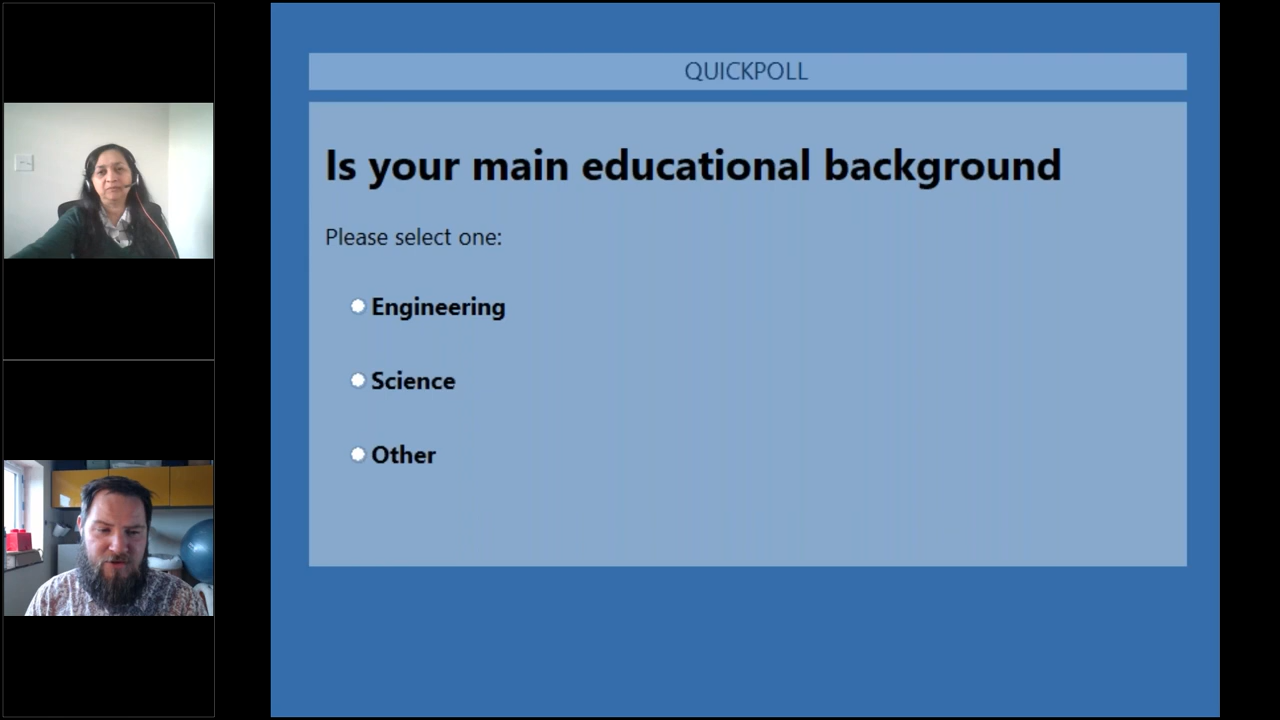 QUICKPOLL
Is your main educational background
Please select one:
Engineering
Science
Other